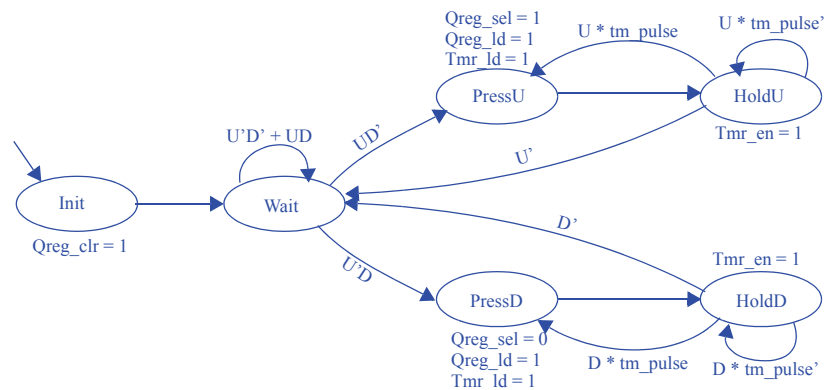 Qreg_sel = 1
Qreg_ld = 1
Tmr_ld = 1
U * tm_pulse
U * tm_pulse’
PressU
HoldU
Tmr_en = 1
U’D’ + UD
UD’
U’
Init
Wait
Qreg_clr = 1
D’
U’D
Tmr_en = 1
PressD
HoldD
Qreg_sel = 0
Qreg_ld = 1
Tmr_ld = 1
D * tm_pulse
D * tm_pulse’